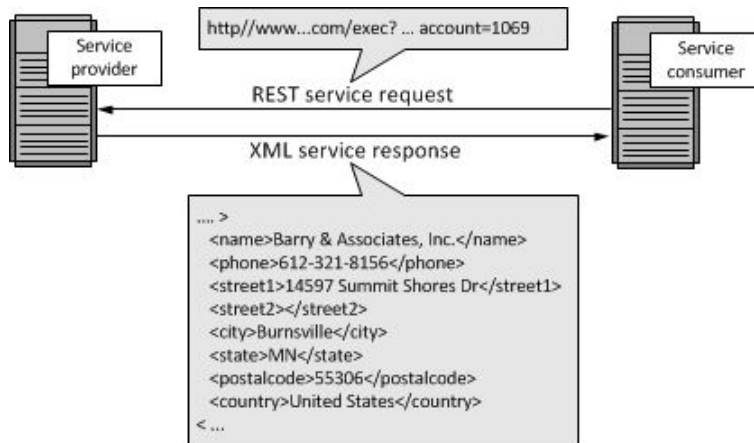 Service
provider
http//www...com/exec? ... account=1069
Service
consumer
REST service request
XML service response
.... >
<name>Barry & Associates, Inc.</name>
<phone>612-321-8156</phone>
<street1>14597 Summit Shores Dr</street1>
<street2></street2>
<city>Burnsville</city>
<state>MN</state>
<postalcode>55306</postalcode>
<country>United States</country>
< ...